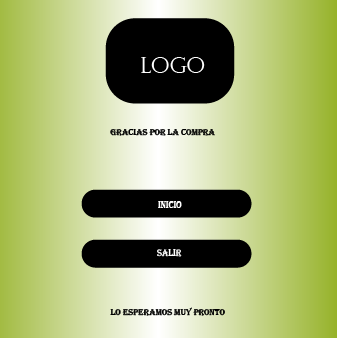 LOGO
GRACIAS POR LA COMPRA
INICIO
SALIR
LO ESPERAMOS MUY PRONTO